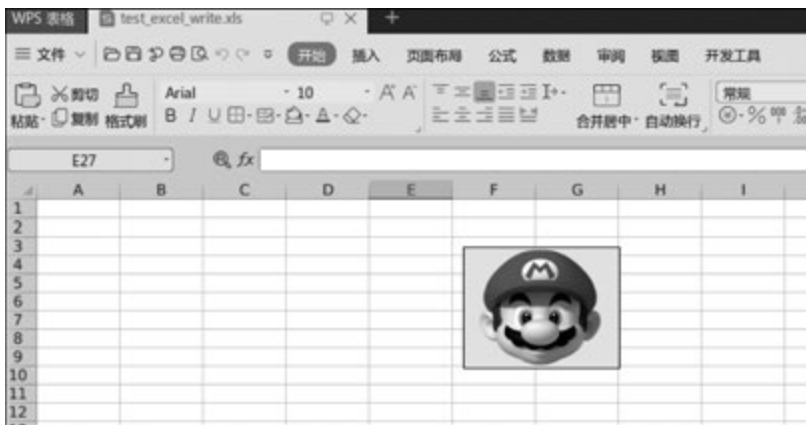 WPS 表格 test_excel_write.xls
文件 开始 插入 页面布局 公式 数据 审阅 视图 开发工具
剪切 Arial 10 A⁺ A⁻ 常规
粘贴 复制 格式刷 B I U A 合并居中 自动换行 % .00
E27 fx
A B C D E F G H I
1
2
3
M
4
5
6
7
8
9
10
11
12